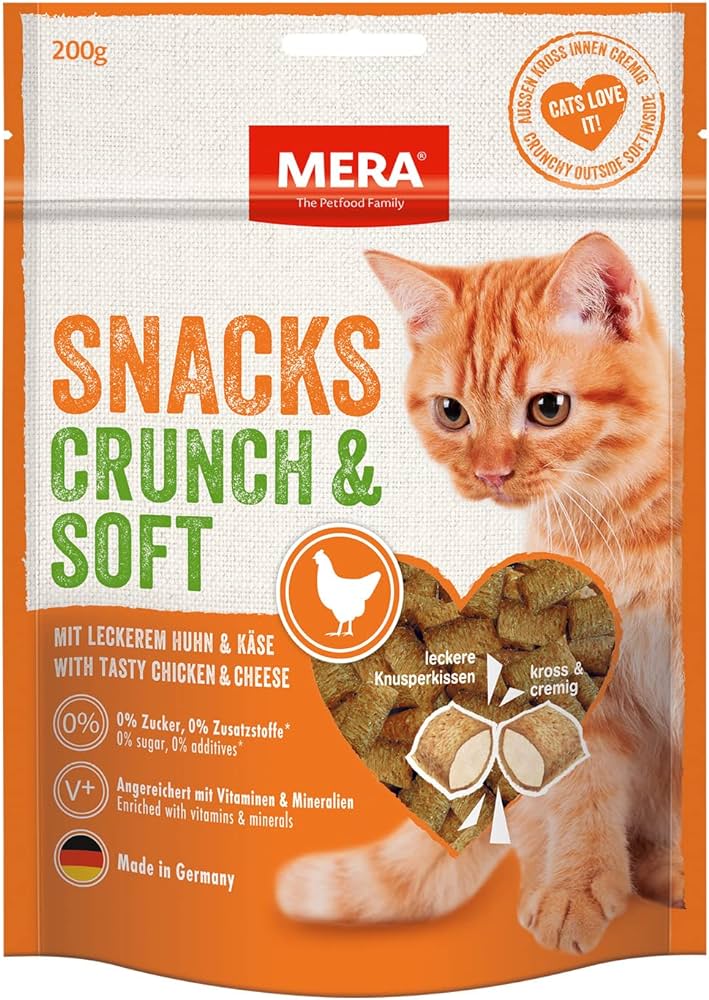 200g
AUSSEN KROSS INNEN CREMIG
CATS LOVE
IT!
CRUNCHY OUTSIDE SOFT INSIDE
MERA®
The Petfood Family
SNACKS
CRUNCH &
SOFT
MIT LECKEREM HUHN & KÄSE
WITH TASTY CHICKEN & CHEESE
leckere
Knusperkissen
kross &
cremig
0%
0% Zucker, 0% Zusatzstoffe*
0% sugar, 0% additives*
V+
Angereichert mit Vitaminen & Mineralien
Enriched with vitamins & minerals
Made in Germany